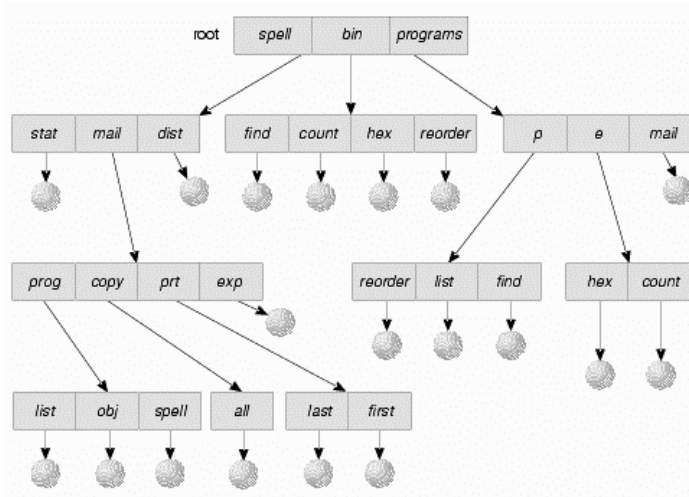 root spell bin programs
stat mail dist find count hex reorder p e mail
prog copy prt exp reorder list find hex count
list obj spell all last first